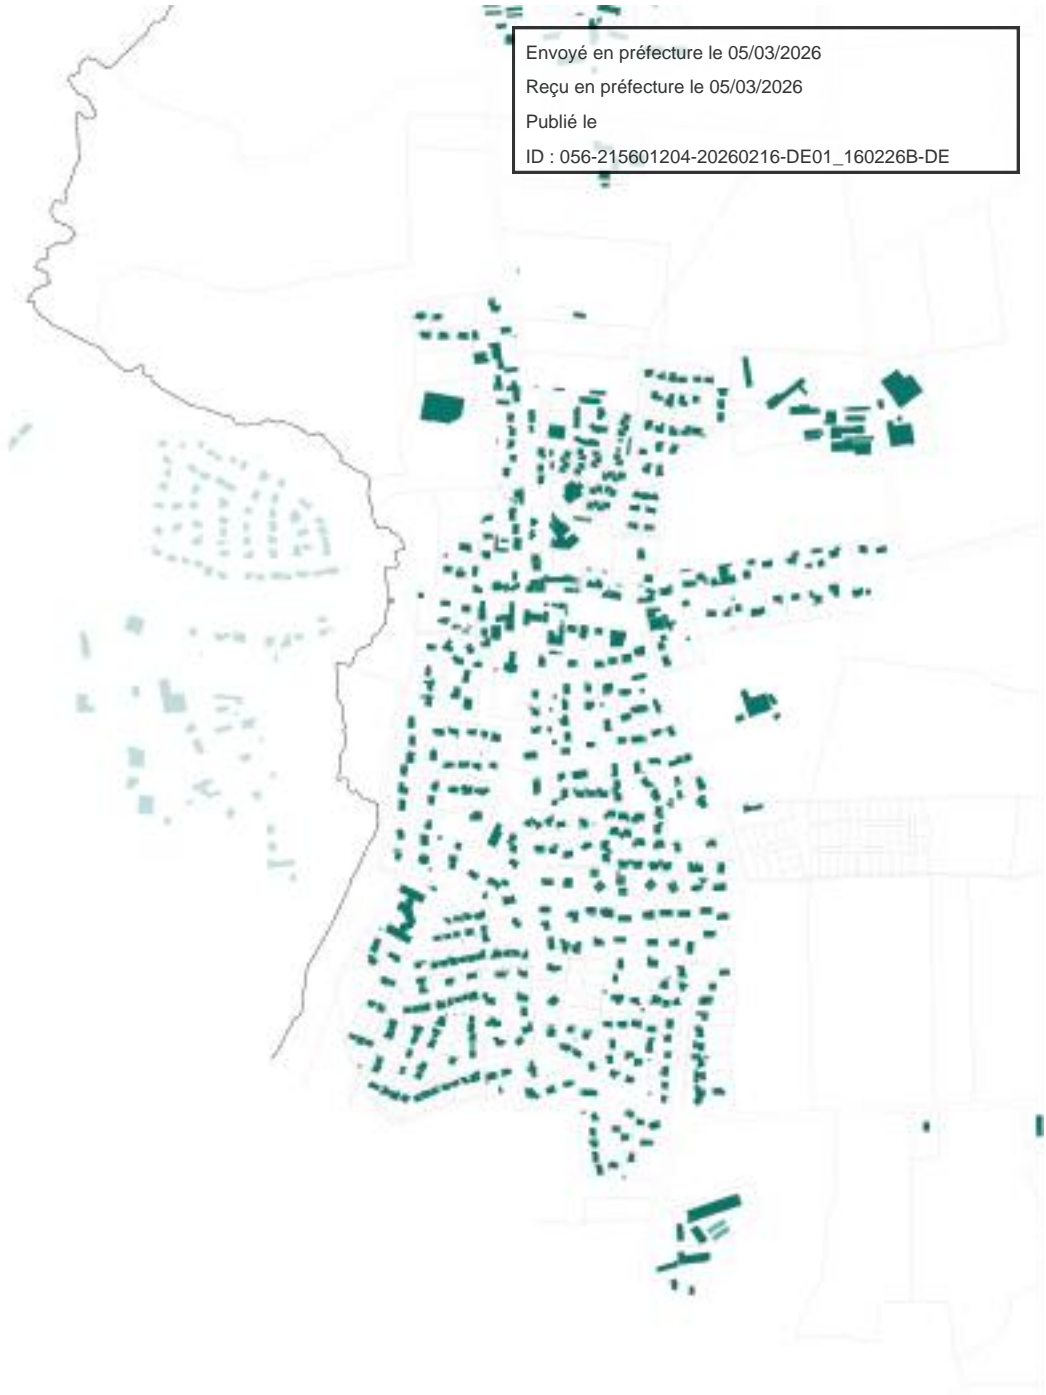 Envoyé en préfecture le 05/03/2026
Reçu en préfecture le 05/03/2026
Publié le
ID : 056-215601204-20260216-DE01_160226B-DE